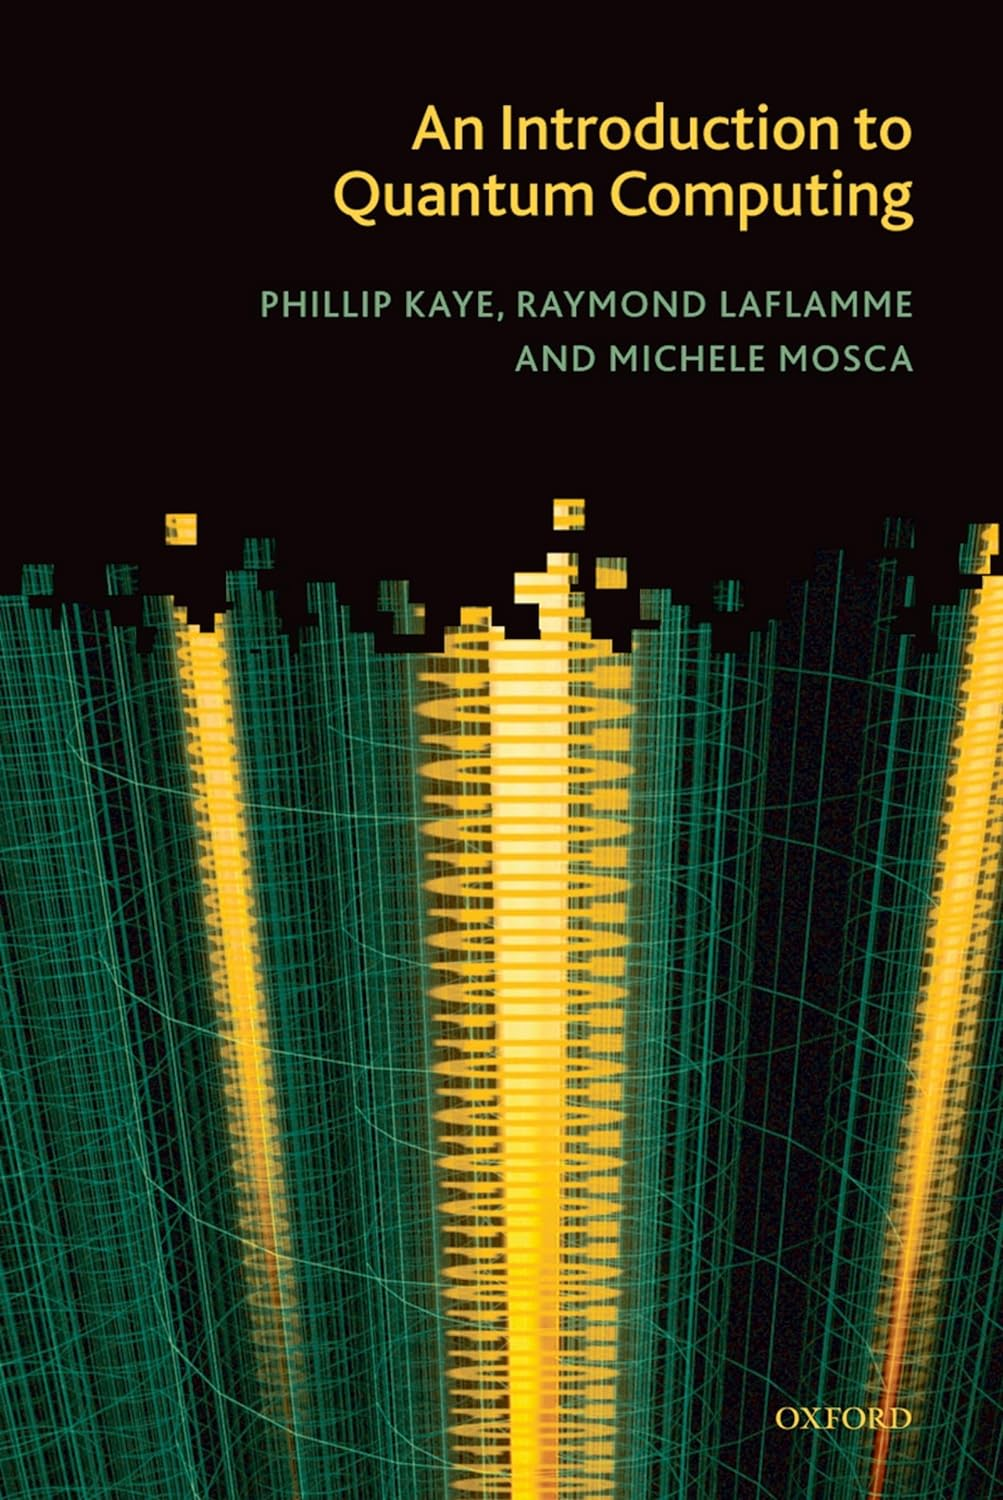 An Introduction to
Quantum Computing
PHILLIP KAYE, RAYMOND LAFLAMME
AND MICHELE MOSCA
OXFORD